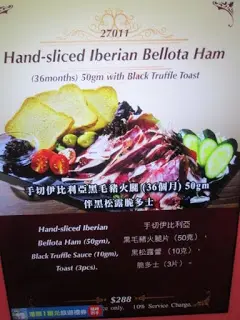 27011
Hand-sliced Iberian Bellota Ham
(36months) 50gm with Black Truffle Toast
手切伊比利亞黑毛豬火腿 (36個月) 50gm
伴黑松露脆多士
Hand-sliced Iberian
Bellota Ham (50gm),
Black Truffle Sauce (10gm),
Toast (3pcs).
手切伊比利亞
黑毛豬火腿片（50克），
黑松露醬（10克），
脆多士（3片）。
$288
only. 10% Service Charge.